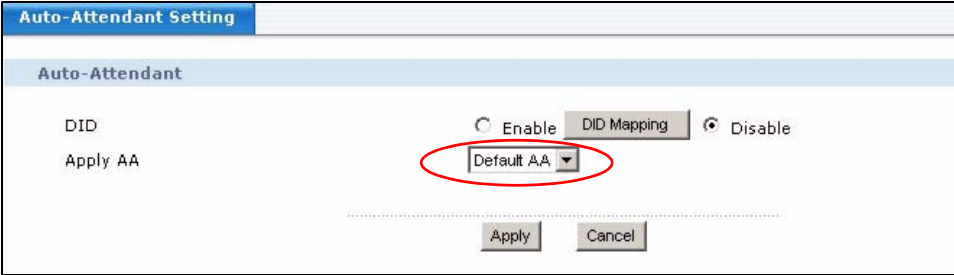 Auto-Attendant Setting
Auto-Attendant
DID Enable DID Mapping Disable
Apply AA Default AA
Apply Cancel